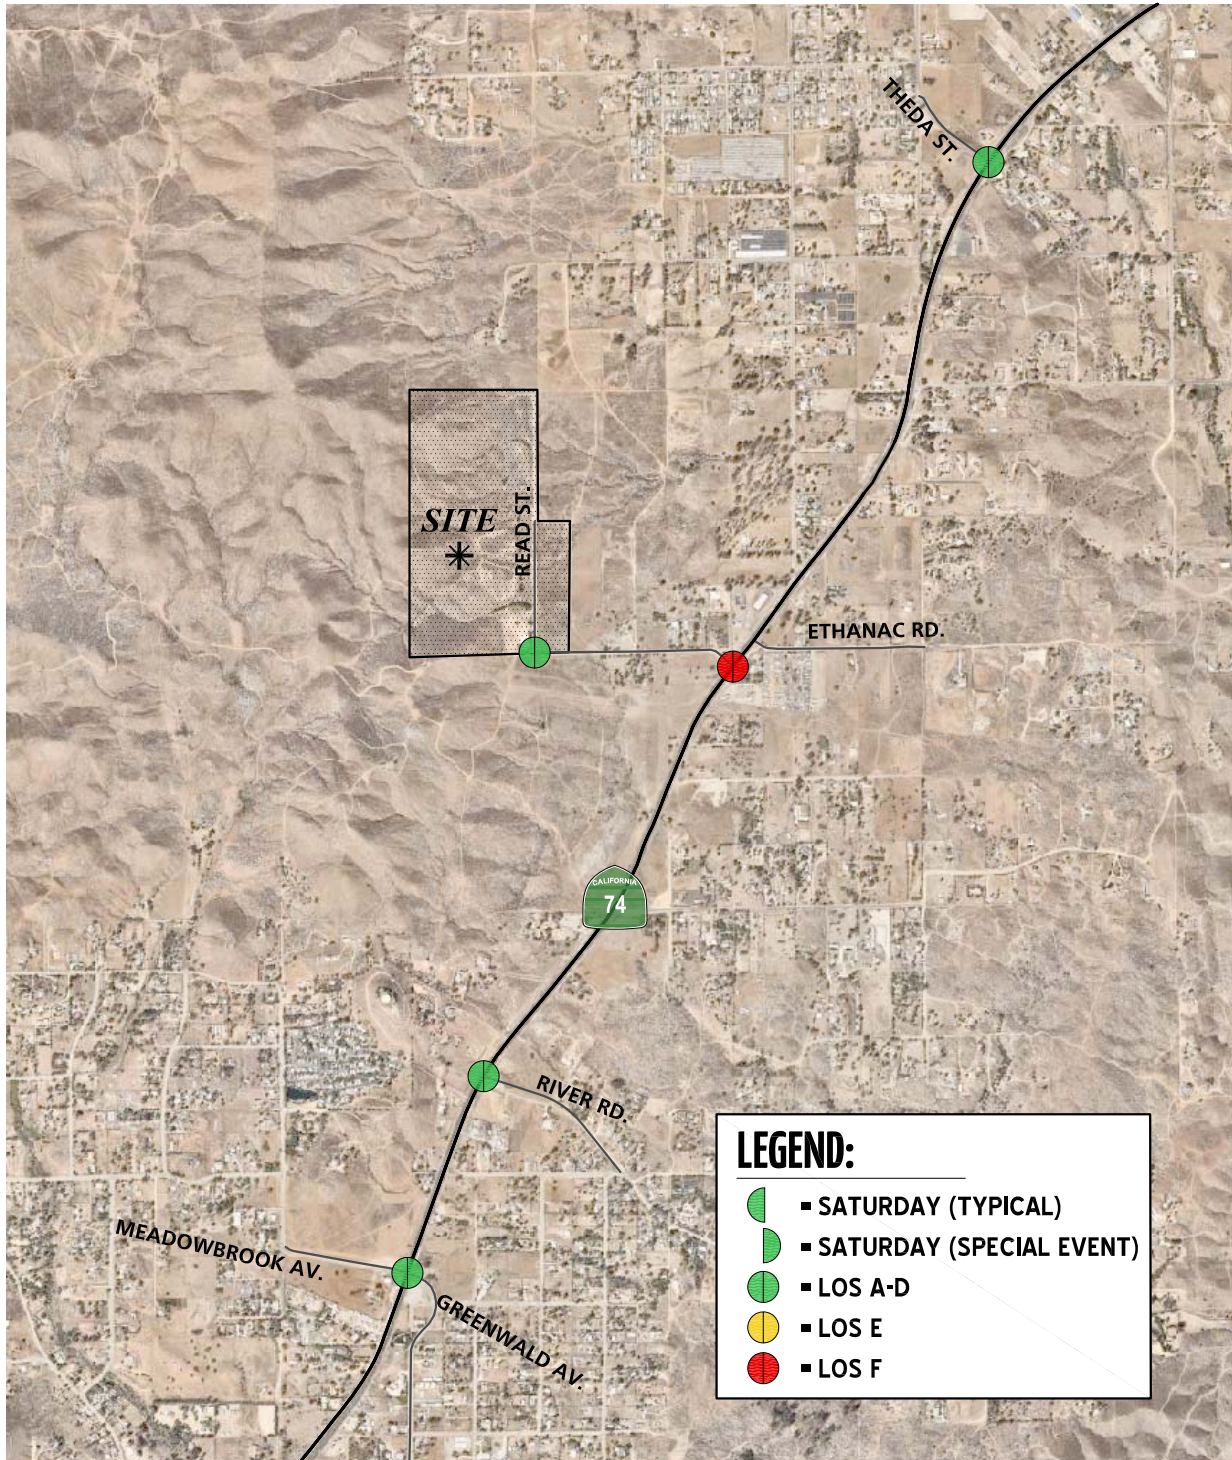 THEDA ST.
SITE
READ ST.
ETHANAC RD.
CALIFORNIA
74
RIVER RD.
MEADOWBROOK AV.
GREENWALD AV.
LEGEND:
= SATURDAY (TYPICAL)
= SATURDAY (SPECIAL EVENT)
= LOS A-D
= LOS E
= LOS F